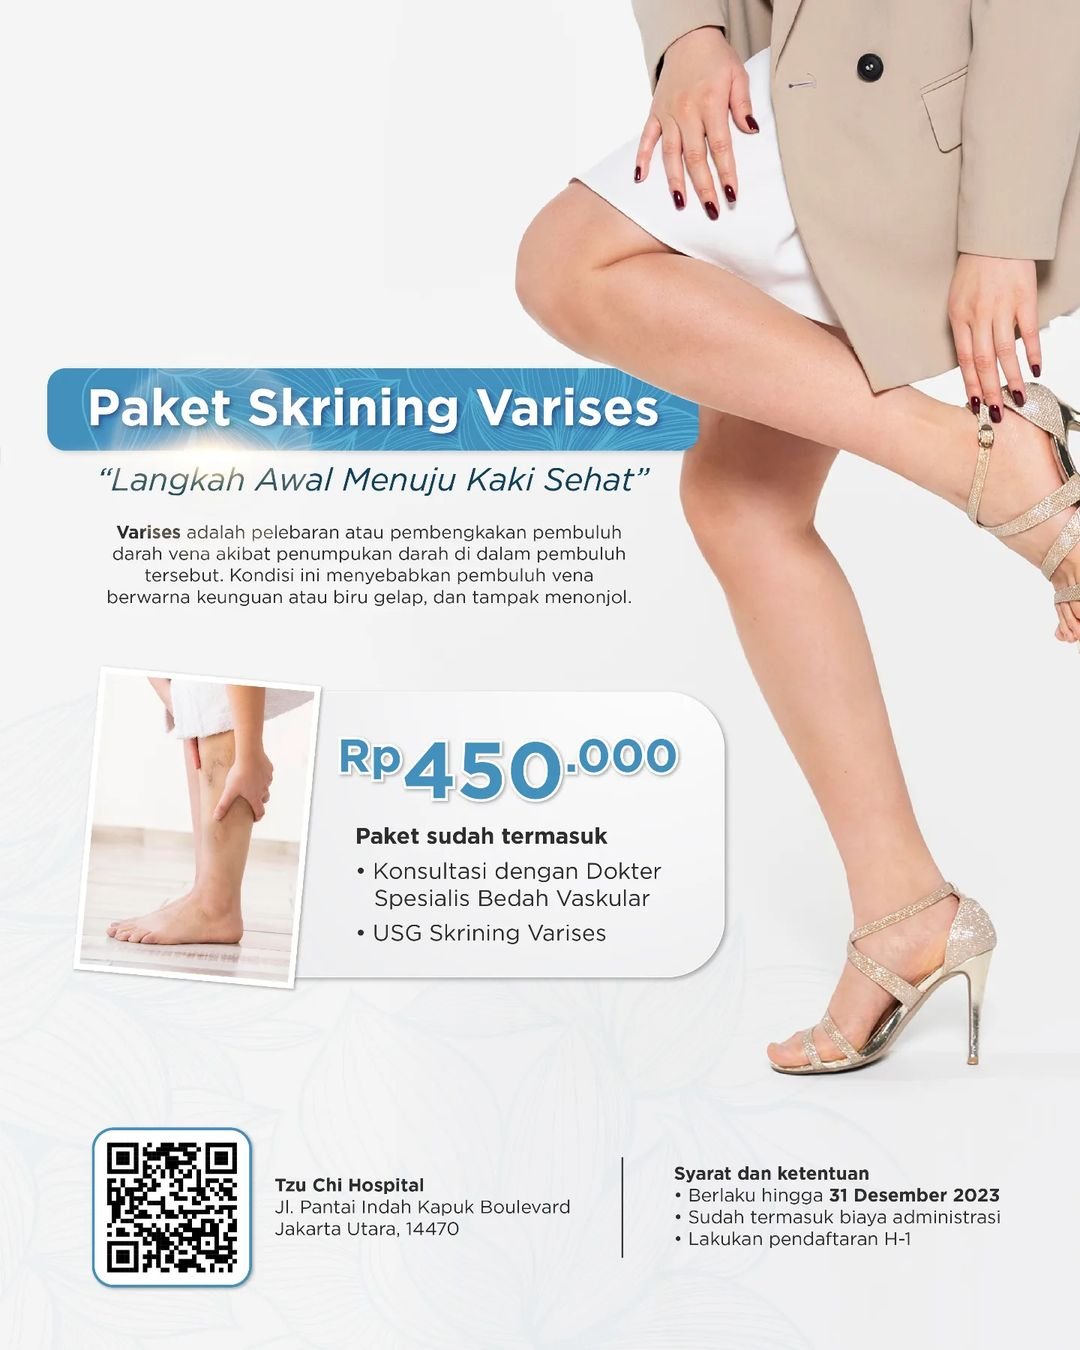 Paket Skrining Varises
“Langkah Awal Menuju Kaki Sehat”
Varises adalah pelebaran atau pembengkakan pembuluh
darah vena akibat penumpukan darah di dalam pembuluh
tersebut. Kondisi ini menyebabkan pembuluh vena
berwarna keunguan atau biru gelap, dan tampak menonjol.
Rp450.000
Paket sudah termasuk
• Konsultasi dengan Dokter
Spesialis Bedah Vaskular
• USG Skrining Varises
Tzu Chi Hospital
Jl. Pantai Indah Kapuk Boulevard
Jakarta Utara, 14470
Syarat dan ketentuan
• Berlaku hingga 31 Desember 2023
• Sudah termasuk biaya administrasi
• Lakukan pendaftaran H-1